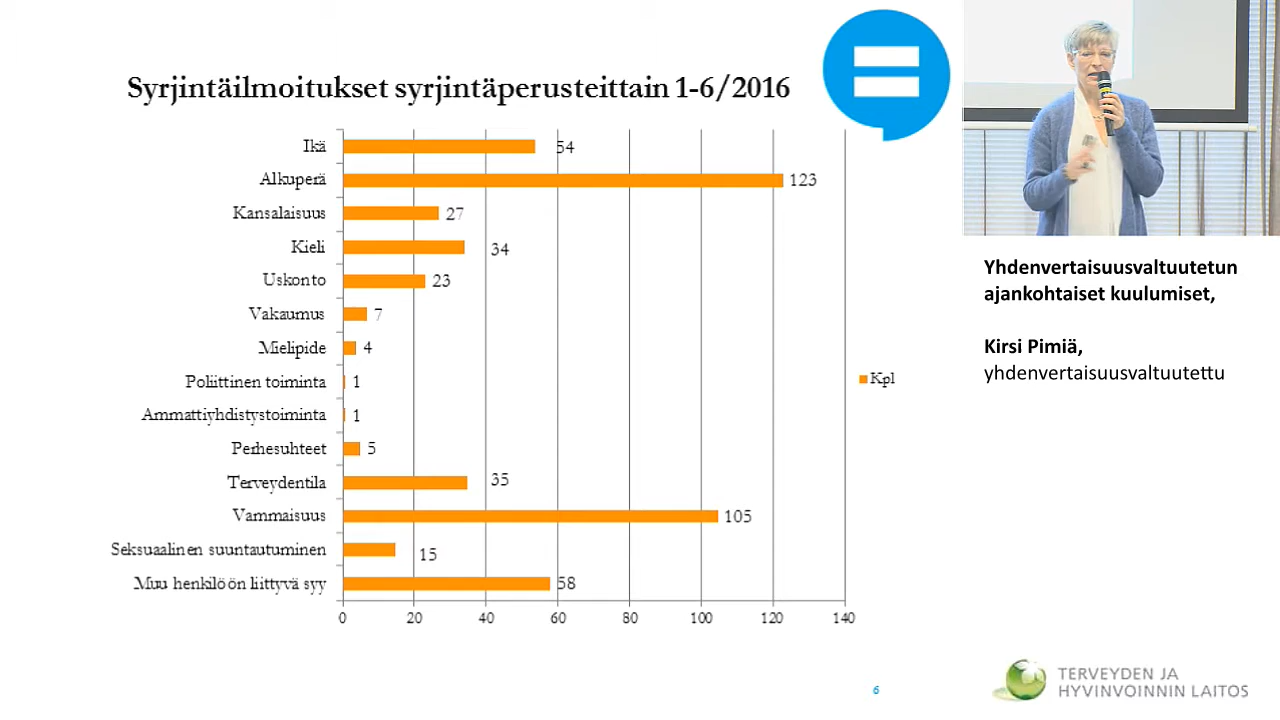 Syrjintäilmoitukset syrjintäperusteittain 1-6/2016
Ikä 54
Alkuperä 123
Kansalaisuus 27
Kieli 34
Uskonto 23
Vakaumus 7
Mielipide 4
Poliittinen toiminta 1
Ammattiyhdistystoiminta 1
Perhesuhteet 5
Terveydentila 35
Vammaisuus 105
Seksuaalinen suuntautuminen 15
Muu henkilöön liittyvä syy 58
0 20 40 60 80 100 120 140
Kpl
6
Yhdenvertaisuusvaltuutetun
ajankohtaiset kuulumiset,
Kirsi Pimiä,
yhdenvertaisuusvaltuutettu
TERVEYDEN JA
HYVINVOINNIN LAITOS